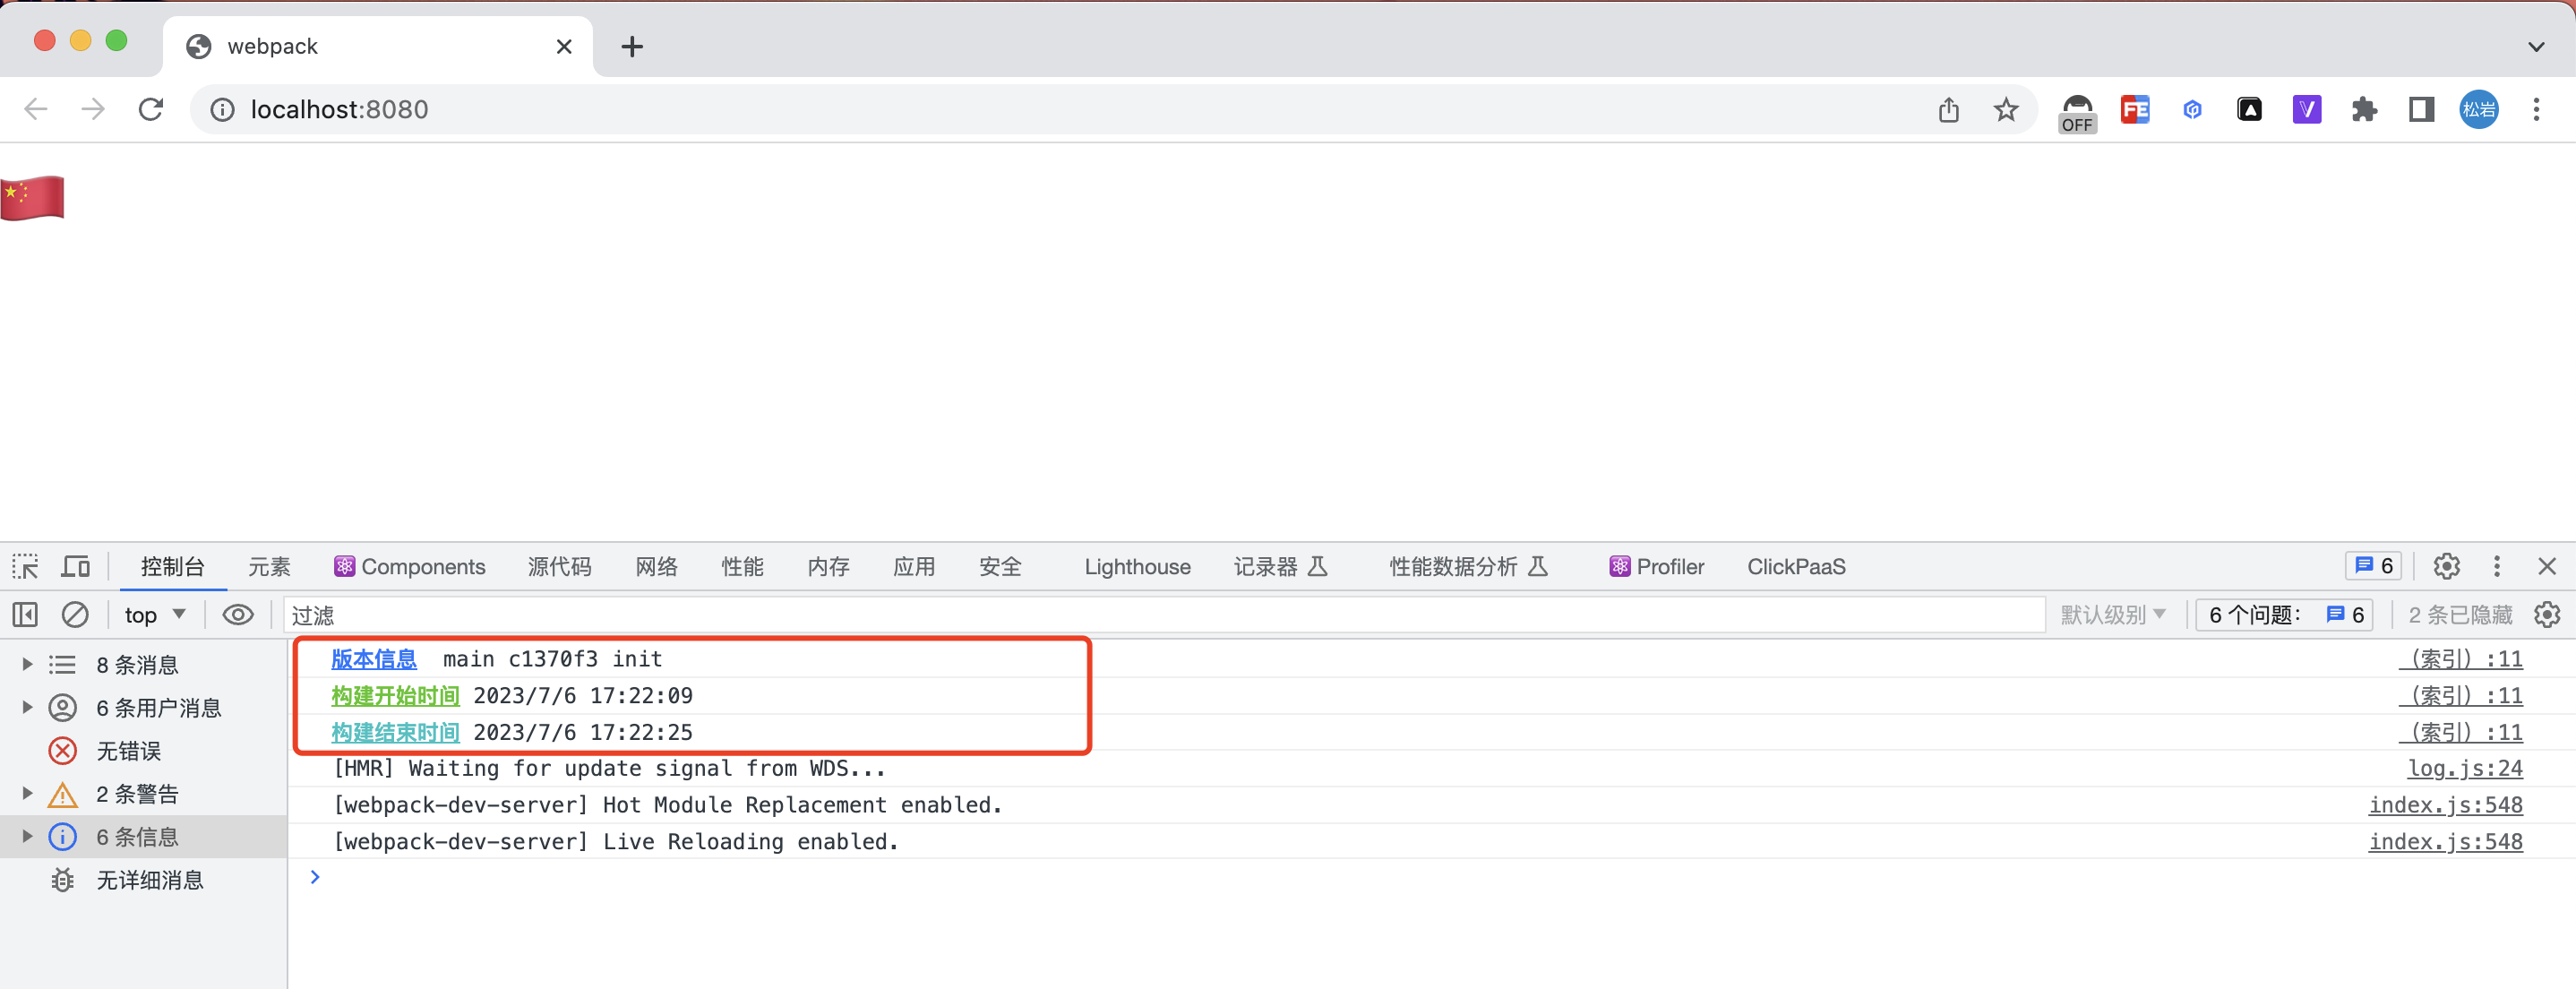 webpack
localhost:8080
OFF
FE
松岩
控制台 元素 Components 源代码 网络 性能 内存 应用 安全 Lighthouse 记录器 性能数据分析 Profiler ClickPaaS 6
top 过滤 默认级别 6 个问题： 6 2 条已隐藏
8 条消息
6 条用户消息
无错误
2 条警告
6 条信息
无详细消息
版本信息 main c1370f3 init （索引）:11
构建开始时间 2023/7/6 17:22:09 （索引）:11
构建结束时间 2023/7/6 17:22:25 （索引）:11
[HMR] Waiting for update signal from WDS... log.js:24
[webpack-dev-server] Hot Module Replacement enabled. index.js:548
[webpack-dev-server] Live Reloading enabled. index.js:548